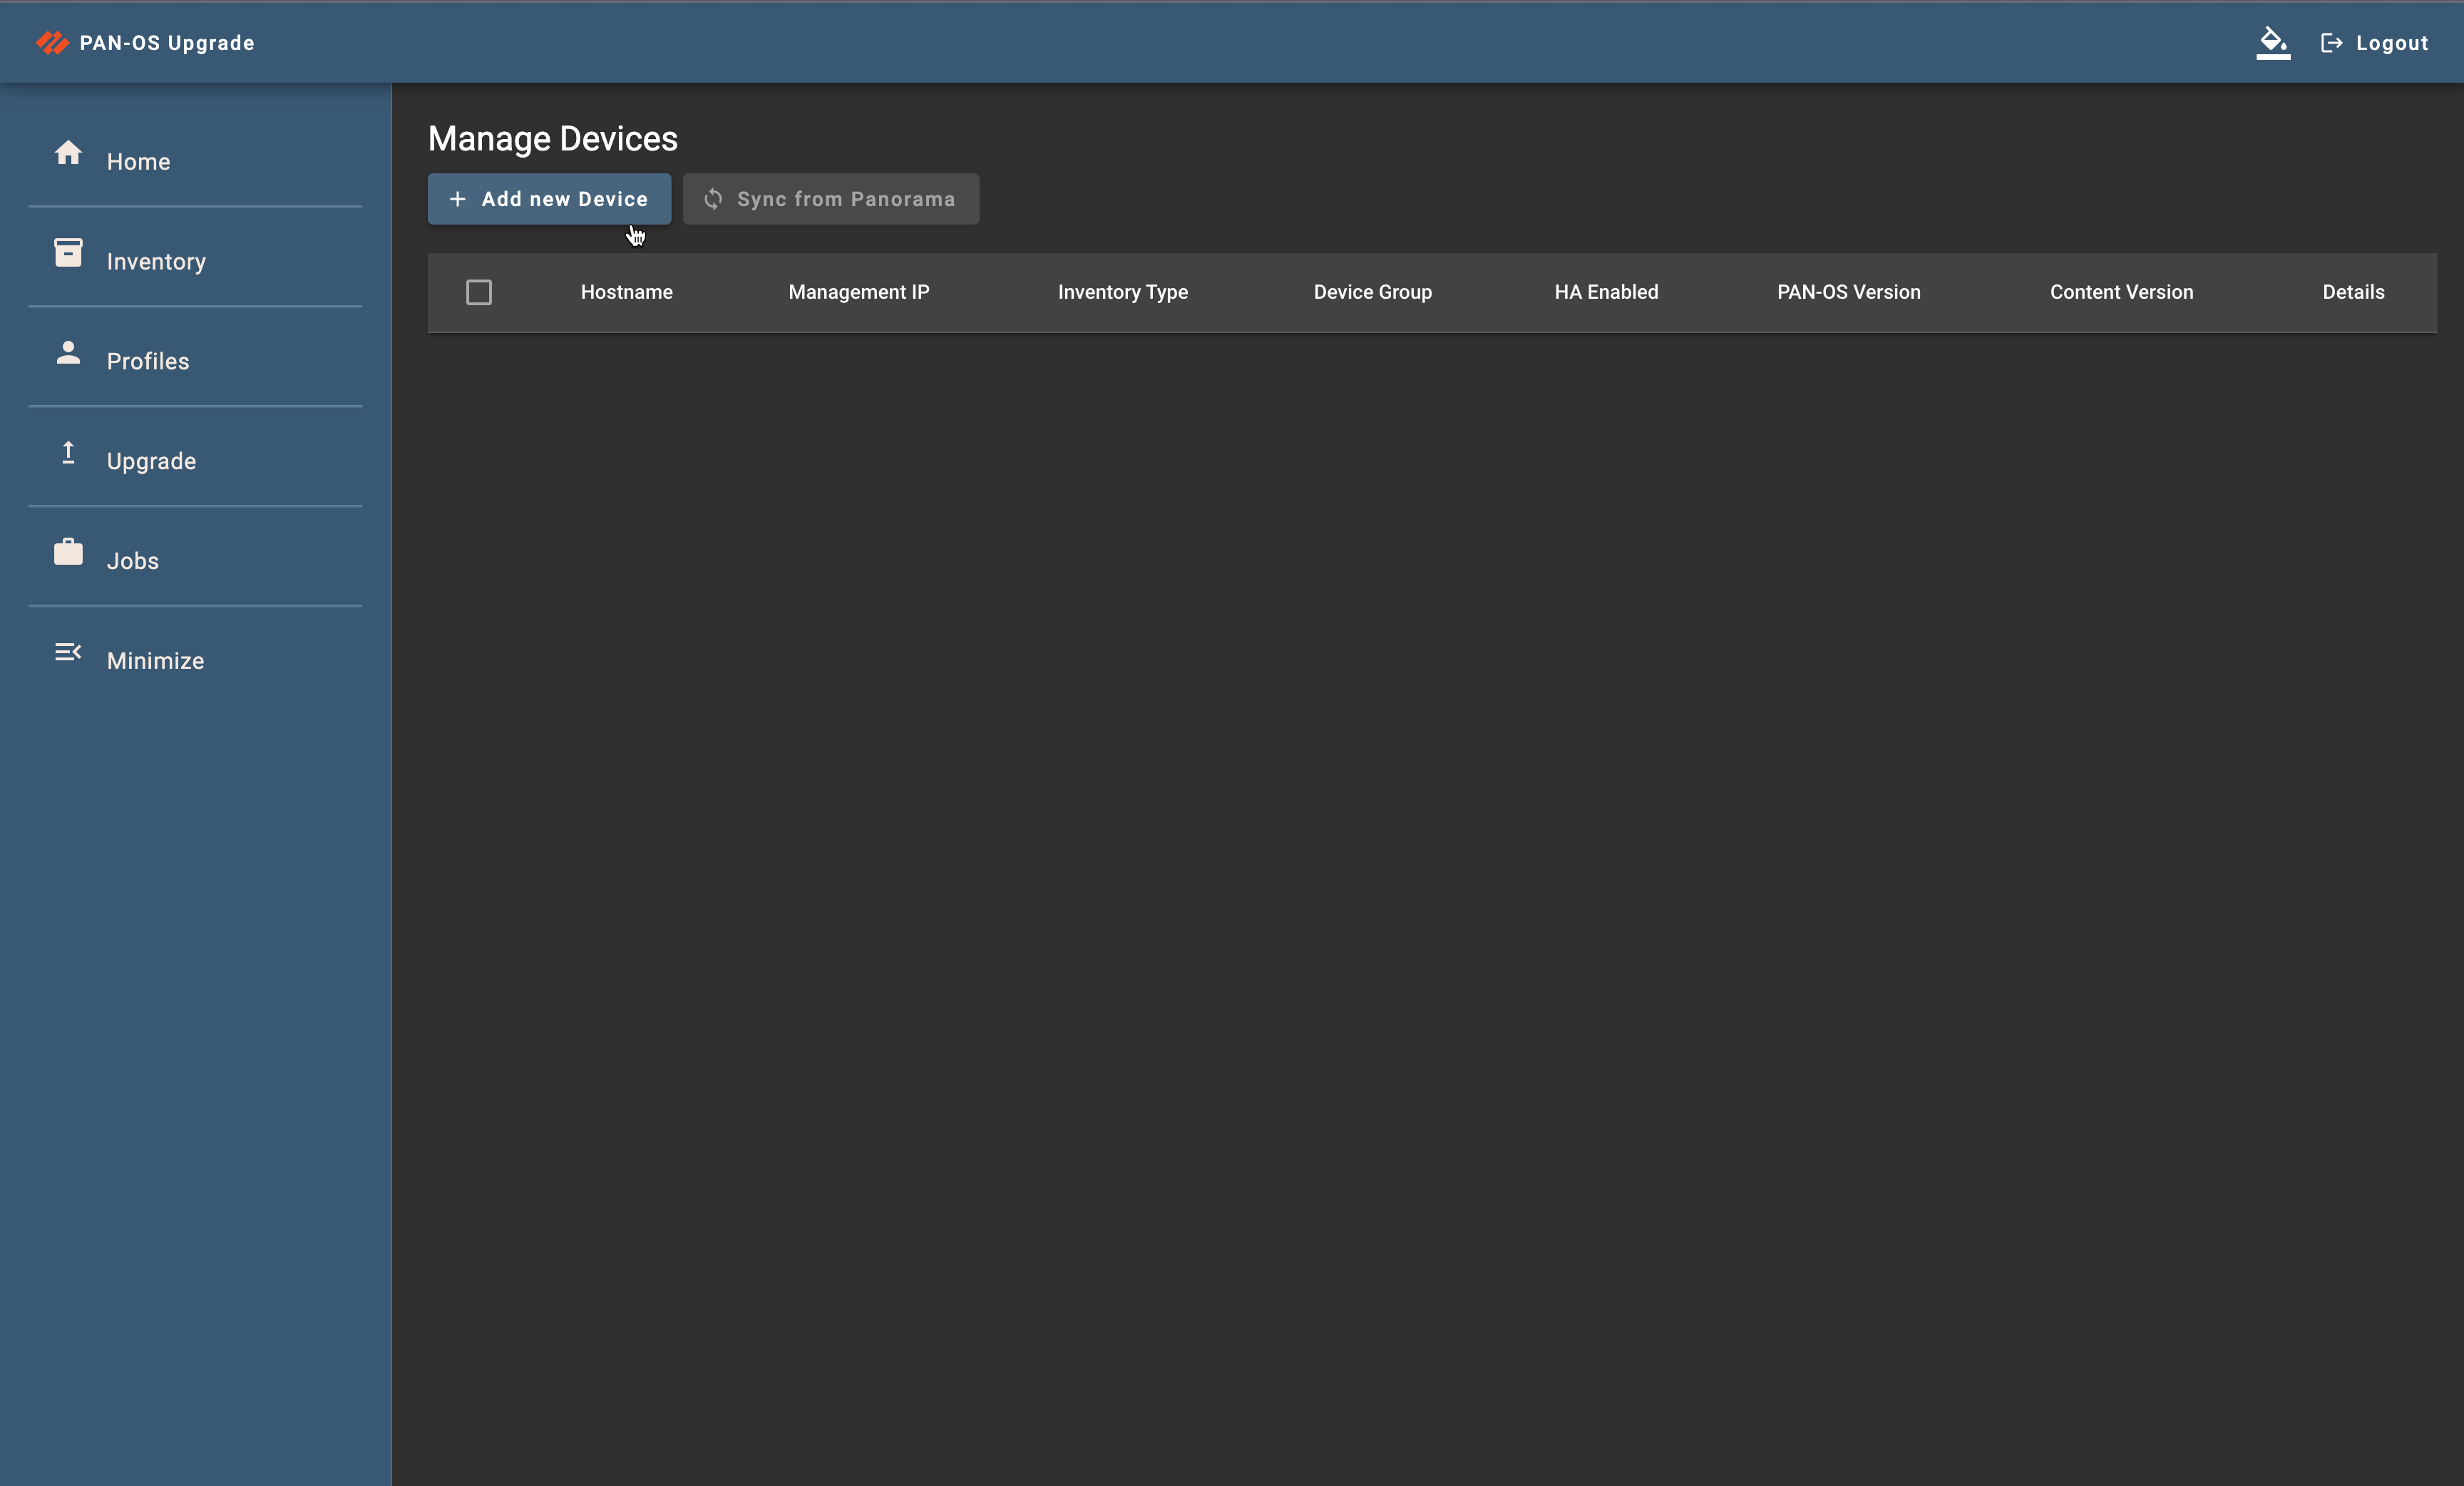 PAN-OS Upgrade
Logout
Home
Inventory
Profiles
Upgrade
Jobs
Minimize
Manage Devices
Add new Device
Sync from Panorama
Hostname Management IP Inventory Type Device Group HA Enabled PAN-OS Version Content Version Details